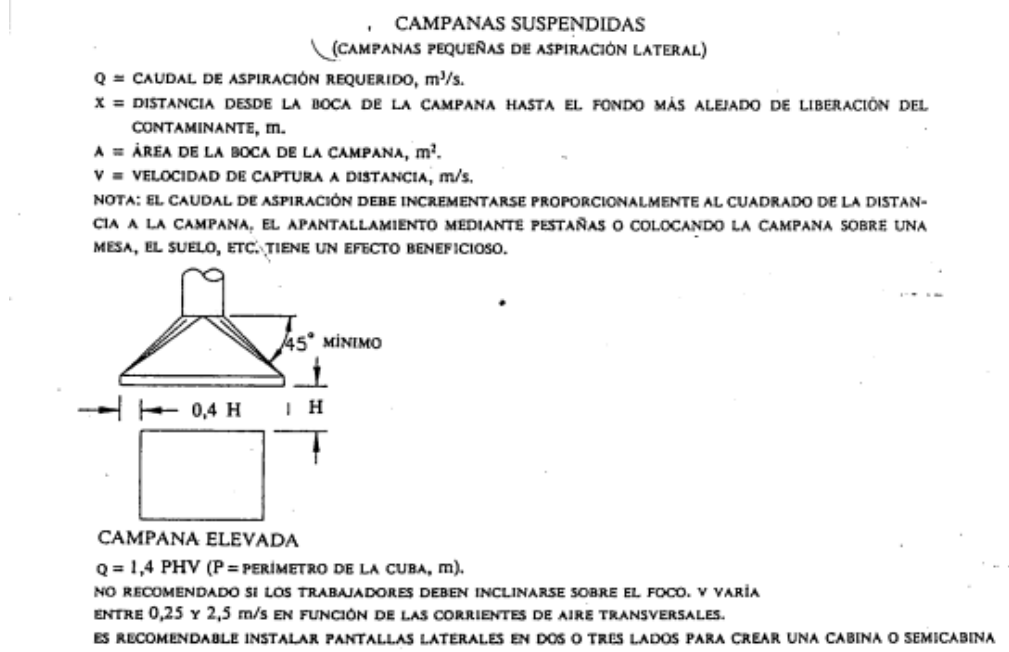 CAMPANAS SUSPENDIDAS
(CAMPANAS PEQUEÑAS DE ASPIRACIÓN LATERAL)
Q = CAUDAL DE ASPIRACIÓN REQUERIDO, m³/s.
X = DISTANCIA DESDE LA BOCA DE LA CAMPANA HASTA EL FONDO MÁS ALEJADO DE LIBERACIÓN DEL
CONTAMINANTE, m.
A = ÁREA DE LA BOCA DE LA CAMPANA, m².
V = VELOCIDAD DE CAPTURA A DISTANCIA, m/s.
NOTA: EL CAUDAL DE ASPIRACIÓN DEBE INCREMENTARSE PROPORCIONALMENTE AL CUADRADO DE LA DISTAN-
CIA A LA CAMPANA. EL APANTALLAMIENTO MEDIANTE PESTAÑAS O COLOCANDO LA CAMPANA SOBRE UNA
MESA, EL SUELO, ETC. TIENE UN EFECTO BENEFICIOSO.
45° MÍNIMO
0,4 H
H
CAMPANA ELEVADA
Q = 1,4 PHV (P = PERÍMETRO DE LA CUBA, m).
NO RECOMENDADO SI LOS TRABAJADORES DEBEN INCLINARSE SOBRE EL FOCO. V VARÍA
ENTRE 0,25 Y 2,5 m/s EN FUNCIÓN DE LAS CORRIENTES DE AIRE TRANSVERSALES.
ES RECOMENDABLE INSTALAR PANTALLAS LATERALES EN DOS O TRES LADOS PARA CREAR UNA CABINA O SEMICABINA